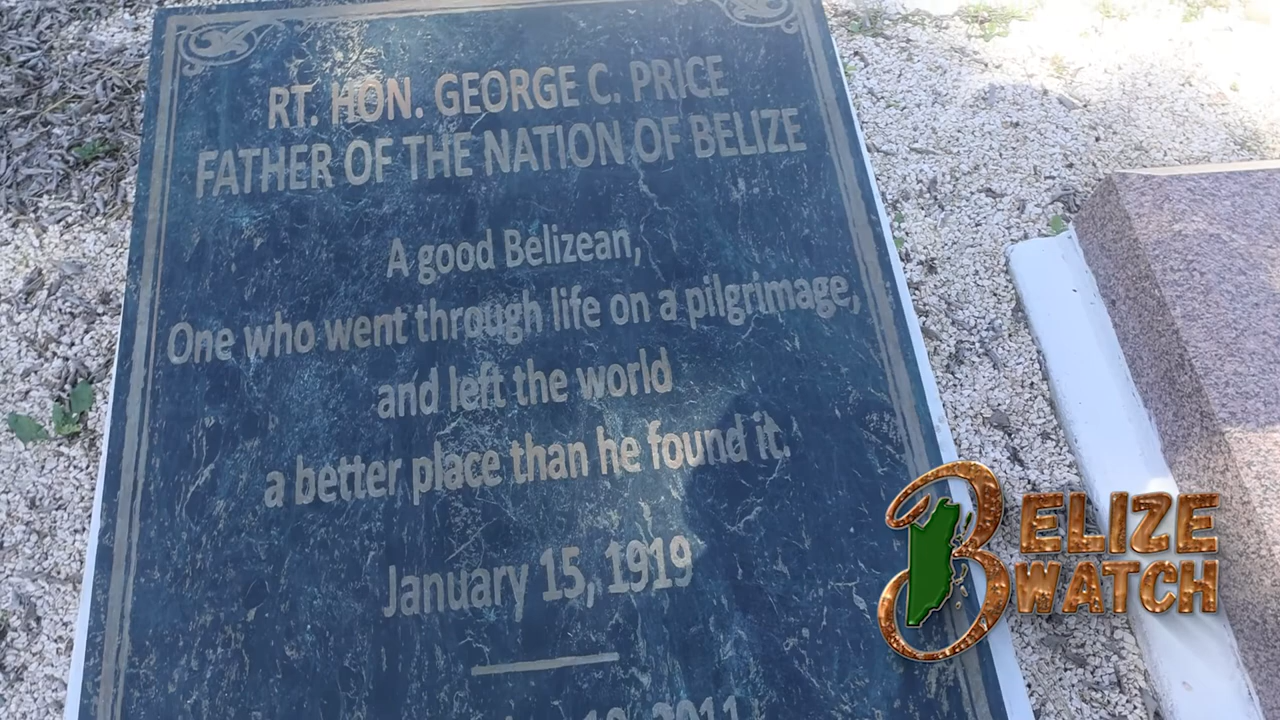 RT. HON. GEORGE C. PRICE
FATHER OF THE NATION OF BELIZE
A good Belizean,
One who went through life on a pilgrimage,
and left the world
a better place than he found it.
January 15, 1919
2011
BELIZE
WATCH